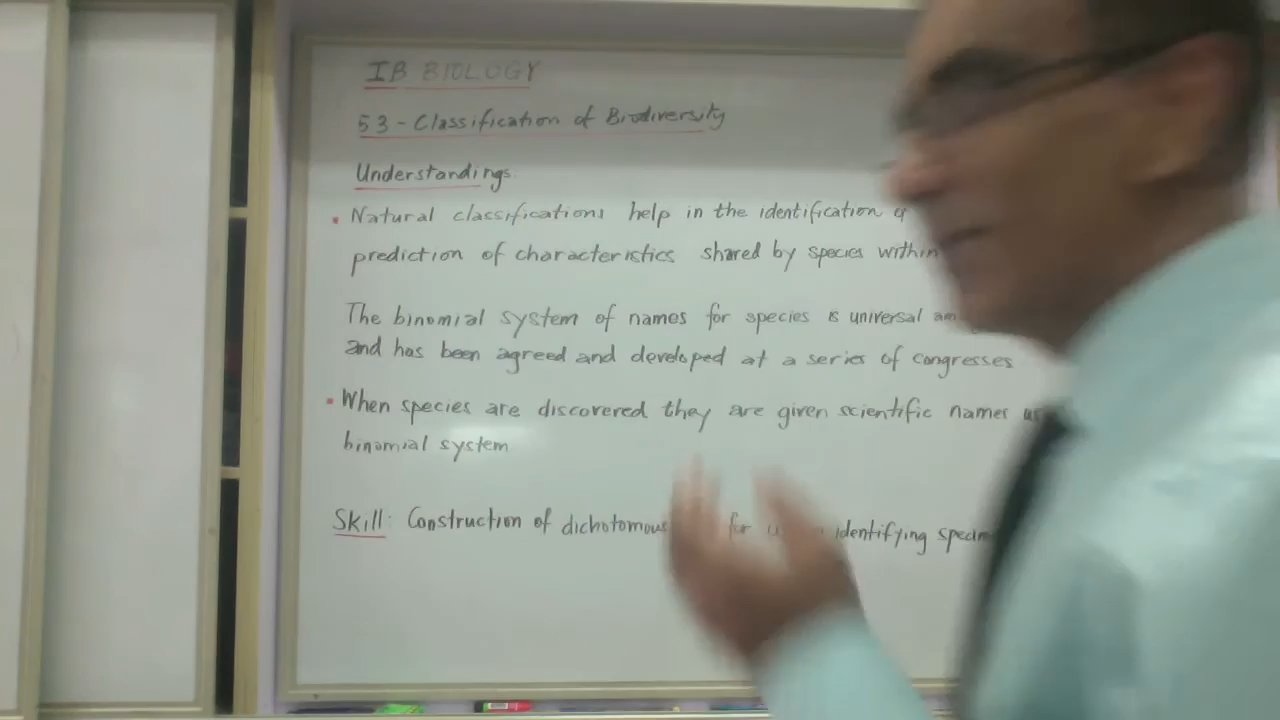 IB BIOLOGY
53 - Classification of Biodiversity
Understandings
• Natural classifications help in the identification of
prediction of characteristics shared by species within
The binomial system of names for species is universal
and has been agreed and developed at a series of congresses
• When species are discovered they are given scientific names
binomial system
Skill: Construction of dichotomous for identifying